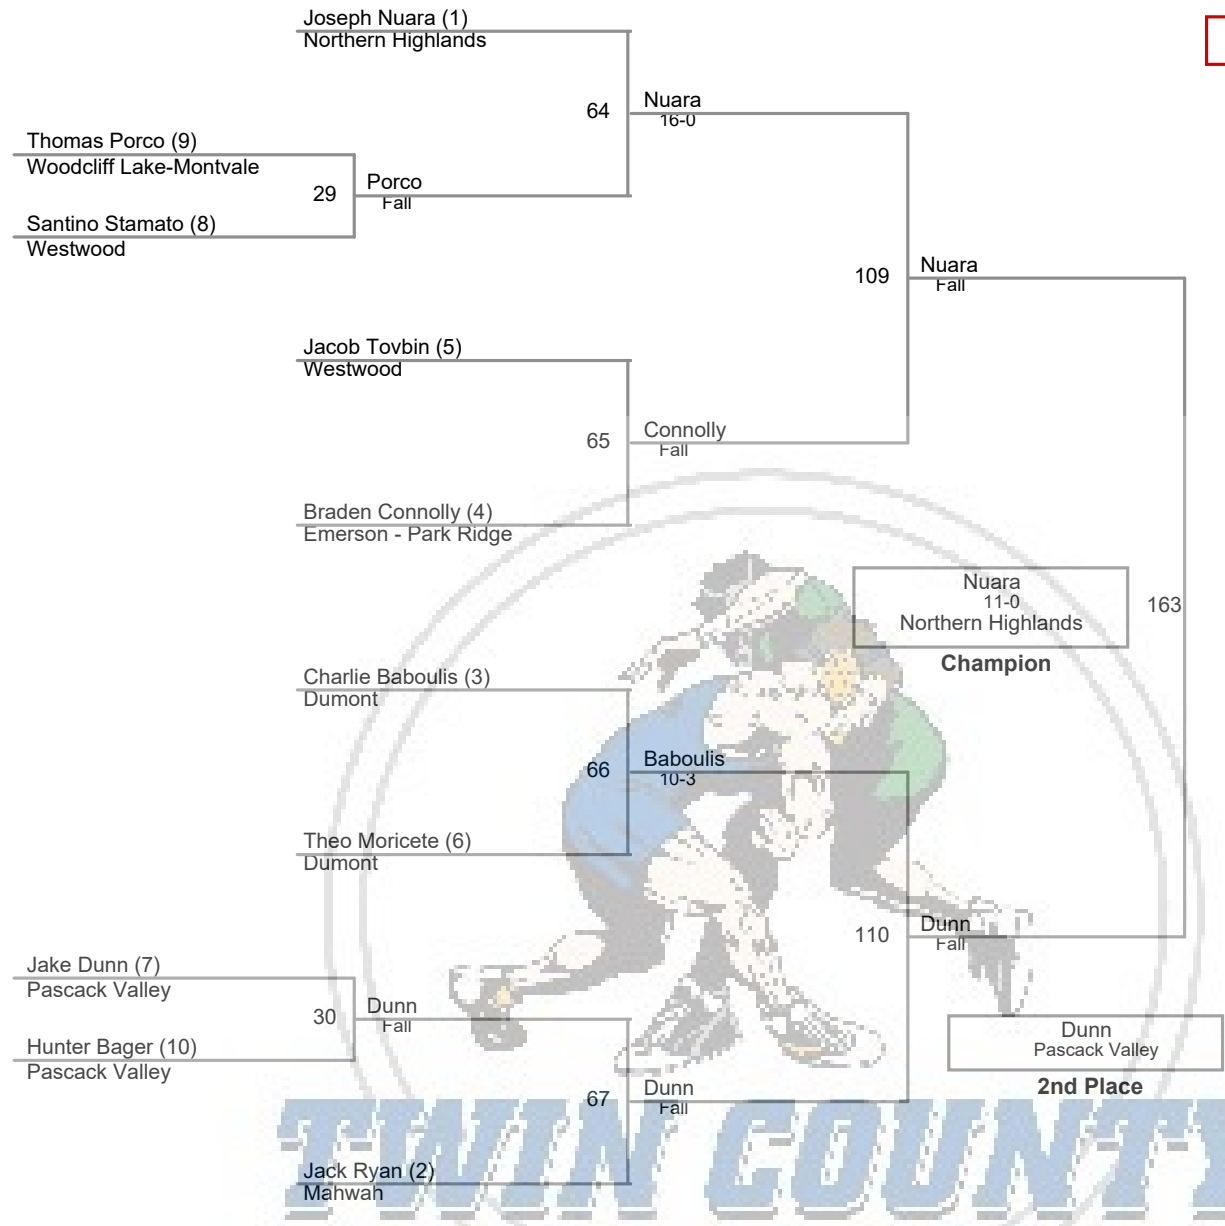 Joseph Nuara (1)
Northern Highlands
64
Nuara
16-0
Thomas Porco (9)
Woodcliff Lake-Montvale
29
Porco
Fall
Santino Stamato (8)
Westwood
109
Nuara
Fall
Jacob Tovbin (5)
Westwood
65
Connolly
Fall
Braden Connolly (4)
Emerson - Park Ridge
Nuara
11-0
Northern Highlands
163
Champion
Charlie Baboulis (3)
Dumont
66
Baboulis
10-3
Theo Moricete (6)
Dumont
110
Dunn
Fall
Jake Dunn (7)
Pascack Valley
30
Dunn
Fall
Hunter Bager (10)
Pascack Valley
Dunn
Pascack Valley
2nd Place
67
Dunn
Fall
Jack Ryan (2)
Mahwah
TWIN COUNTY